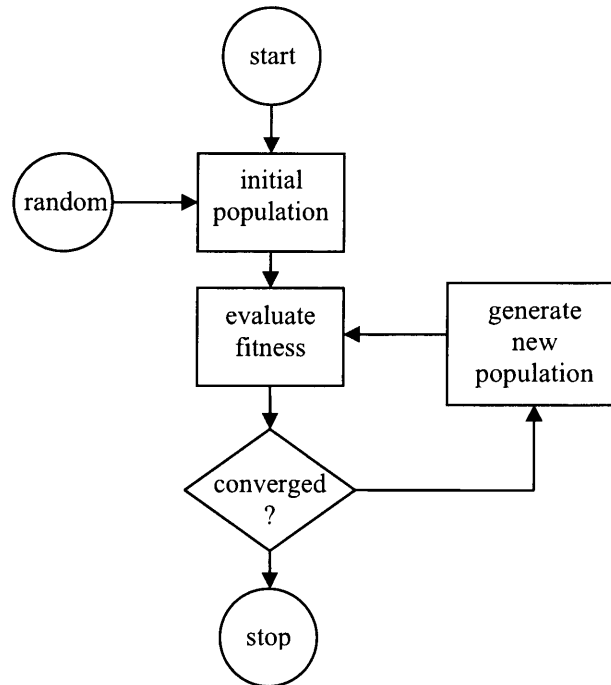 start
random
initial
population
evaluate
fitness
generate
new
population
converged
?
stop